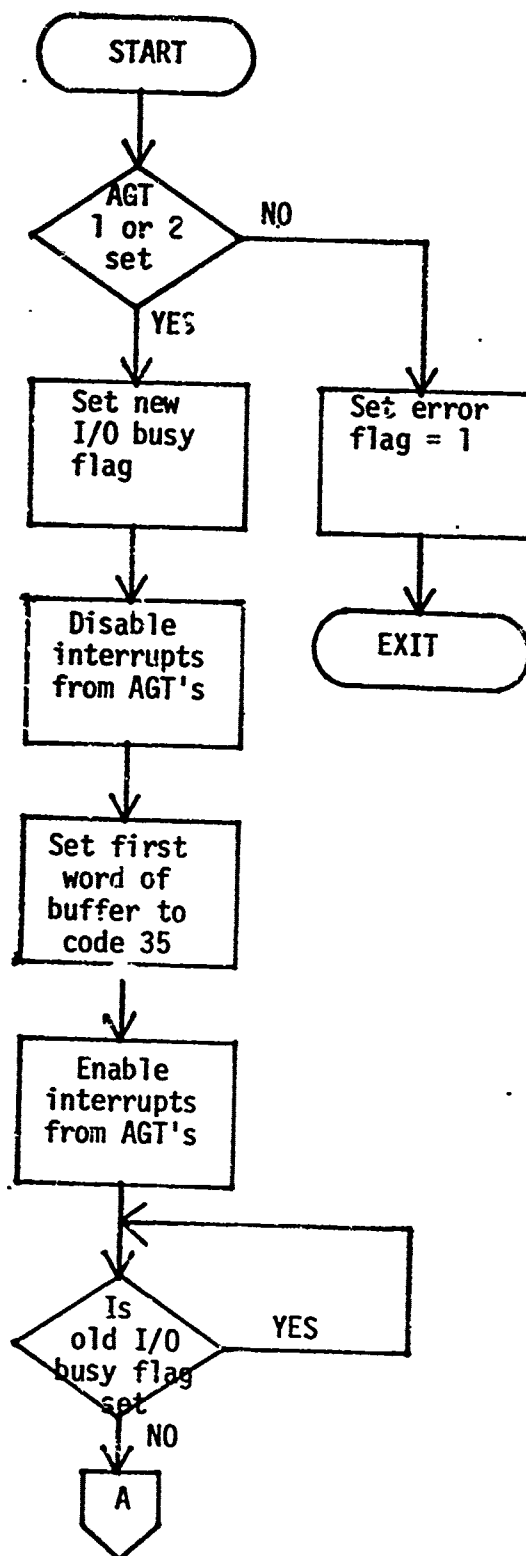 START
AGT
1 or 2
set
NO
YES
Set new
I/O busy
flag
Set error
flag = 1
Disable
interrupts
from AGT's
EXIT
Set first
word of
buffer to
code 35
Enable
interrupts
from AGT's
Is
old I/O
busy flag
set
YES
NO
A